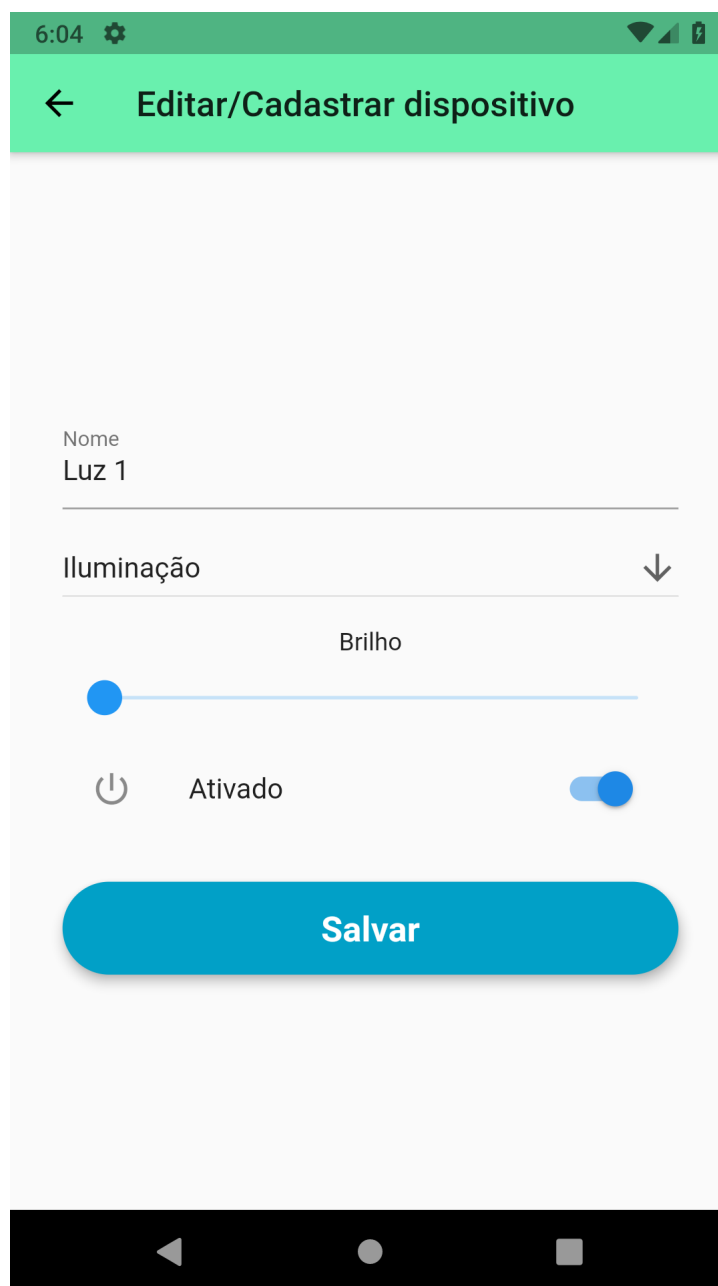 6:04
Editar/Cadastrar dispositivo
Nome
Luz 1
Iluminação
Brilho
Ativado
Salvar